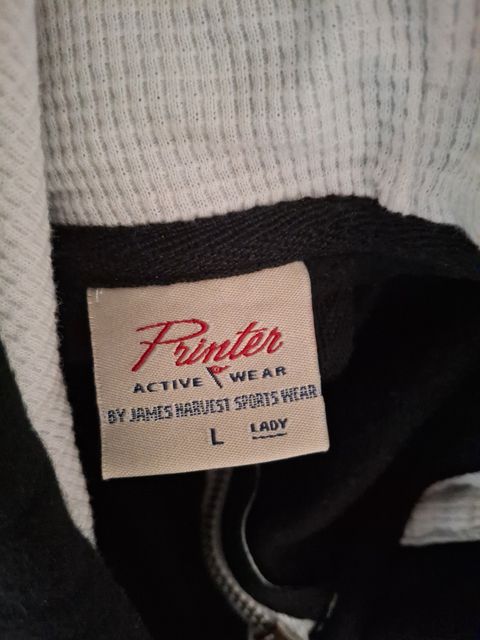 Printer
ACTIVE WEAR
BY JAMES HARVEST SPORTS WEAR
L LADY